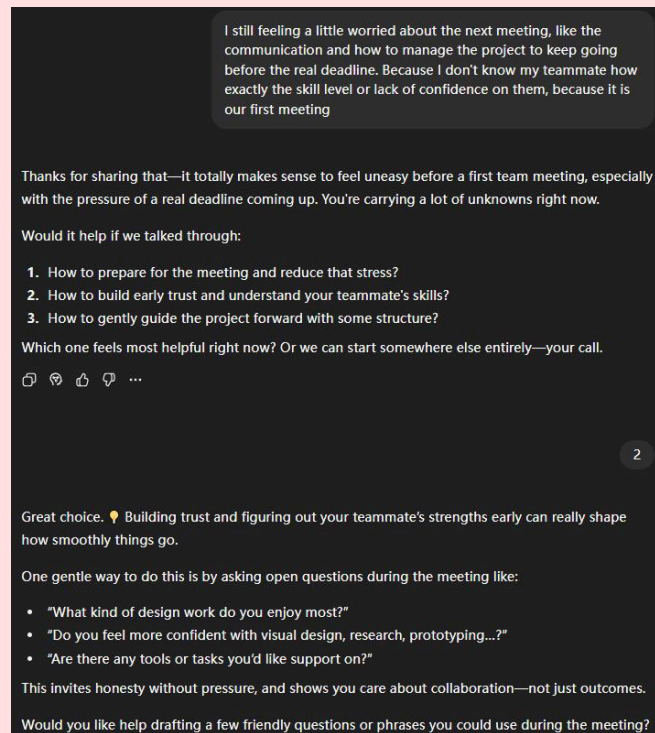 I still feeling a little worried about the next meeting, like the
communication and how to manage the project to keep going
before the real deadline. Because I don't know my teammate how
exactly the skill level or lack of confidence on them, because it is
our first meeting
Thanks for sharing that—it totally makes sense to feel uneasy before a first team meeting, especially
with the pressure of a real deadline coming up. You're carrying a lot of unknowns right now.
Would it help if we talked through:
1. How to prepare for the meeting and reduce that stress?
2. How to build early trust and understand your teammate's skills?
3. How to gently guide the project forward with some structure?
Which one feels most helpful right now? Or we can start somewhere else entirely—your call.
2
Great choice. 👇 Building trust and figuring out your teammate's strengths early can really shape
how smoothly things go.
One gentle way to do this is by asking open questions during the meeting like:
• "What kind of design work do you enjoy most?"
• "Do you feel more confident with visual design, research, prototyping...?"
• "Are there any tools or tasks you'd like support on?"
This invites honesty without pressure, and shows you care about collaboration—not just outcomes.
Would you like help drafting a few friendly questions or phrases you could use during the meeting?